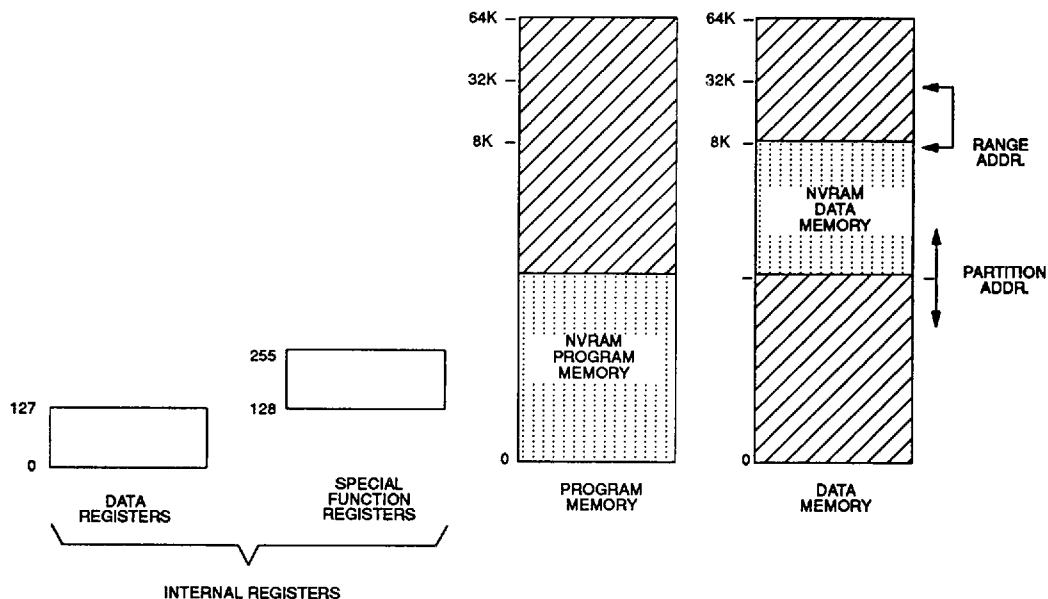 64K
32K
8K
0
NVRAM
PROGRAM
MEMORY
PROGRAM
MEMORY
64K
32K
8K
0
NVRAM
DATA
MEMORY
DATA
MEMORY
RANGE
ADDR.
PARTITION
ADDR.
255
128
SPECIAL
FUNCTION
REGISTERS
127
0
DATA
REGISTERS
INTERNAL REGISTERS